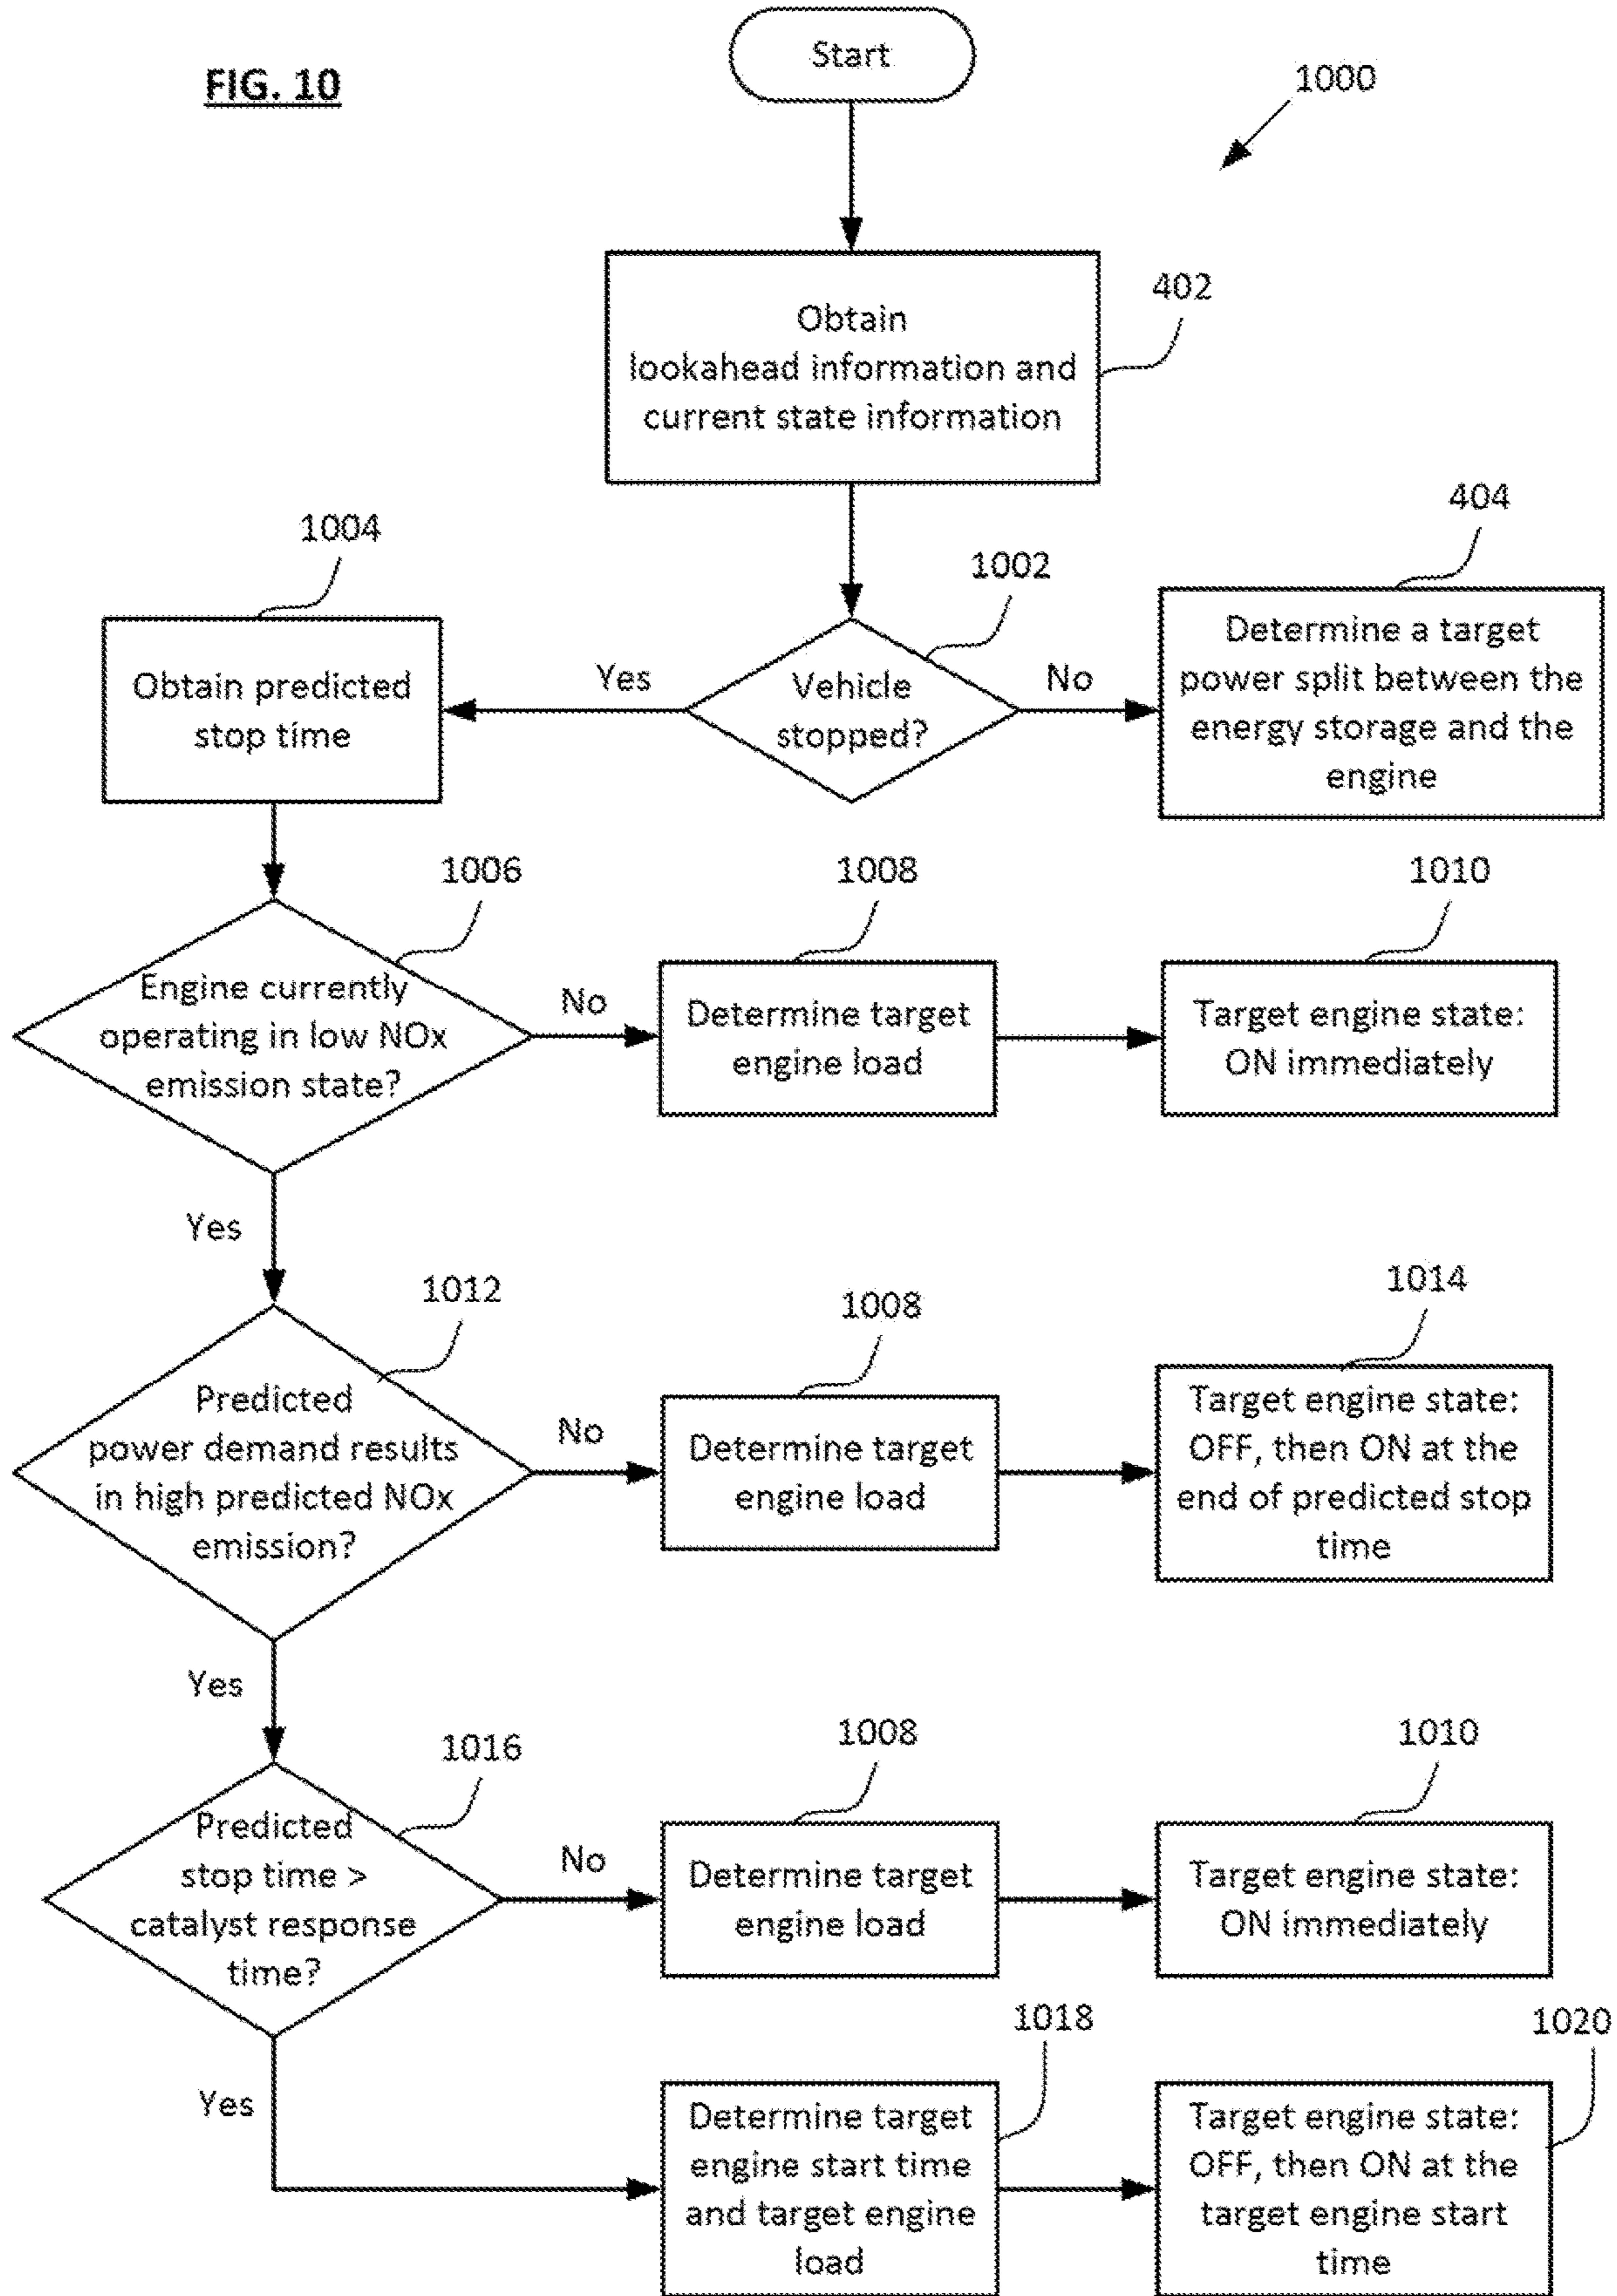 FIG. 10
Start
1000
Obtain
lookahead information and
current state information
402
1002
Vehicle
stopped?
No
404
Determine a target
power split between the
energy storage and the
engine
Yes
1004
Obtain predicted
stop time
1006
Engine currently
operating in low NOx
emission state?
No
1008
Determine target
engine load
1010
Target engine state:
ON immediately
Yes
1012
Predicted
power demand results
in high predicted NOx
emission?
No
1008
Determine target
engine load
1014
Target engine state:
OFF, then ON at the
end of predicted stop
time
Yes
1016
Predicted
stop time >
catalyst response
time?
No
1008
Determine target
engine load
1010
Target engine state:
ON immediately
Yes
1018
Determine target
engine start time
and target engine
load
1020
Target engine state:
OFF, then ON at the
target engine start
time